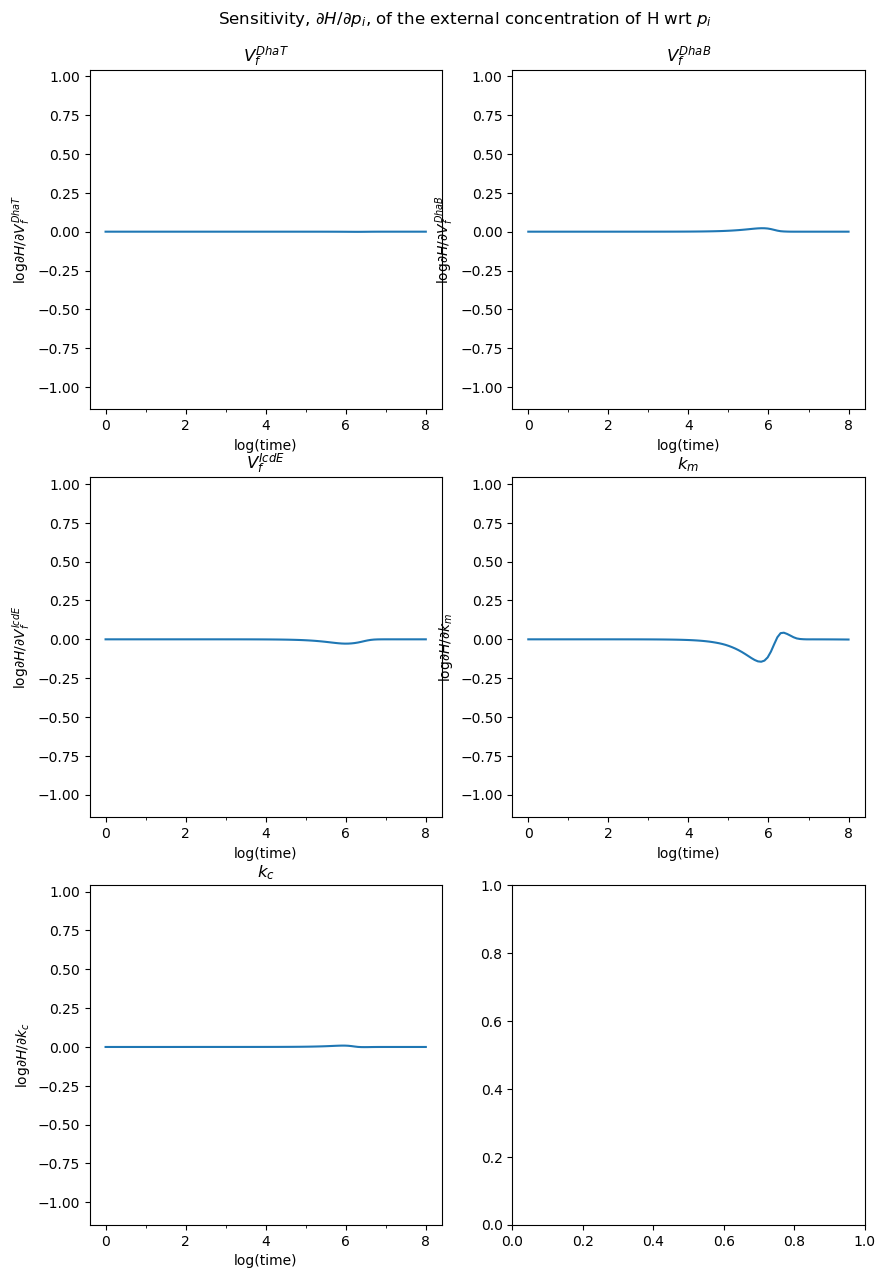 Sensitivity, ∂H/∂p_i, of the external concentration of H wrt p_i
V_f^{DhaT}
V_f^{DhaB}
1.00
0.75
0.50
0.25
0.00
−0.25
−0.50
−0.75
−1.00
log∂H/∂V_f^{DhaT}
0 2 4 6 8
log(time)
1.00
0.75
0.50
0.25
0.00
−0.25
−0.50
−0.75
−1.00
log∂H/∂V_f^{DhaB}
0 2 4 6 8
log(time)
V_f^{IcdE}
k_m
1.00
0.75
0.50
0.25
0.00
−0.25
−0.50
−0.75
−1.00
log∂H/∂V_f^{IcdE}
0 2 4 6 8
log(time)
1.00
0.75
0.50
0.25
0.00
−0.25
−0.50
−0.75
−1.00
log∂H/∂k_m
0 2 4 6 8
log(time)
k_c
1.00
0.75
0.50
0.25
0.00
−0.25
−0.50
−0.75
−1.00
log∂H/∂k_c
0 2 4 6 8
log(time)
1.0
0.8
0.6
0.4
0.2
0.0
0.0 0.2 0.4 0.6 0.8 1.0